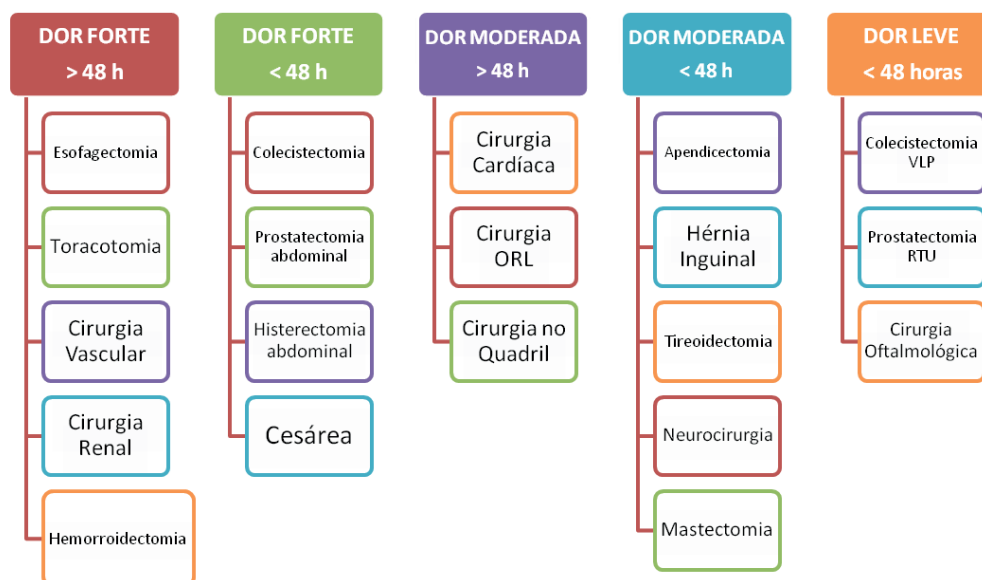 DOR FORTE
> 48 h
Esofagectomia
Toracotomia
Cirurgia
Vascular
Cirurgia
Renal
Hemorroidectomia
DOR FORTE
< 48 h
Colecistectomia
Prostatectomia
abdominal
Histerectomia
abdominal
Cesárea
DOR MODERADA
> 48 h
Cirurgia
Cardíaca
Cirurgia
ORL
Cirurgia no
Quadril
DOR MODERADA
< 48 h
Apendicectomia
Hérnia
Inguinal
Tireoidectomia
Neurocirurgia
Mastectomia
DOR LEVE
< 48 horas
Colecistectomia
VLP
Prostatectomia
RTU
Cirurgia
Oftalmológica